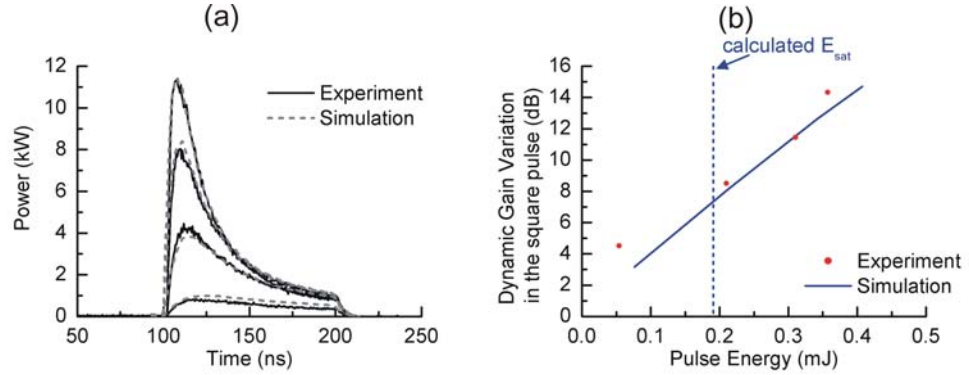 (a)
12
10
8
6
4
2
0
Power (kW)
Experiment
Simulation
50 100 150 200 250
Time (ns)
(b)
calculated E_sat
16
14
12
10
8
6
4
2
0
Dynamic Gain Variation
in the square pulse (dB)
Experiment
Simulation
0.0 0.1 0.2 0.3 0.4 0.5
Pulse Energy (mJ)